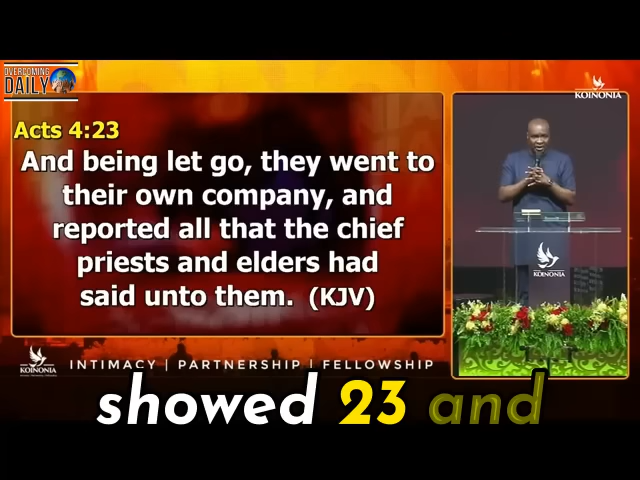 OVERCOMING
DAILY
KOINONIA
Acts 4:23
And being let go, they went to
their own company, and
reported all that the chief
priests and elders had
said unto them. (KJV)
KOINONIA
KOINONIA
INTIMACY | PARTNERSHIP | FELLOWSHIP
showed 23 and